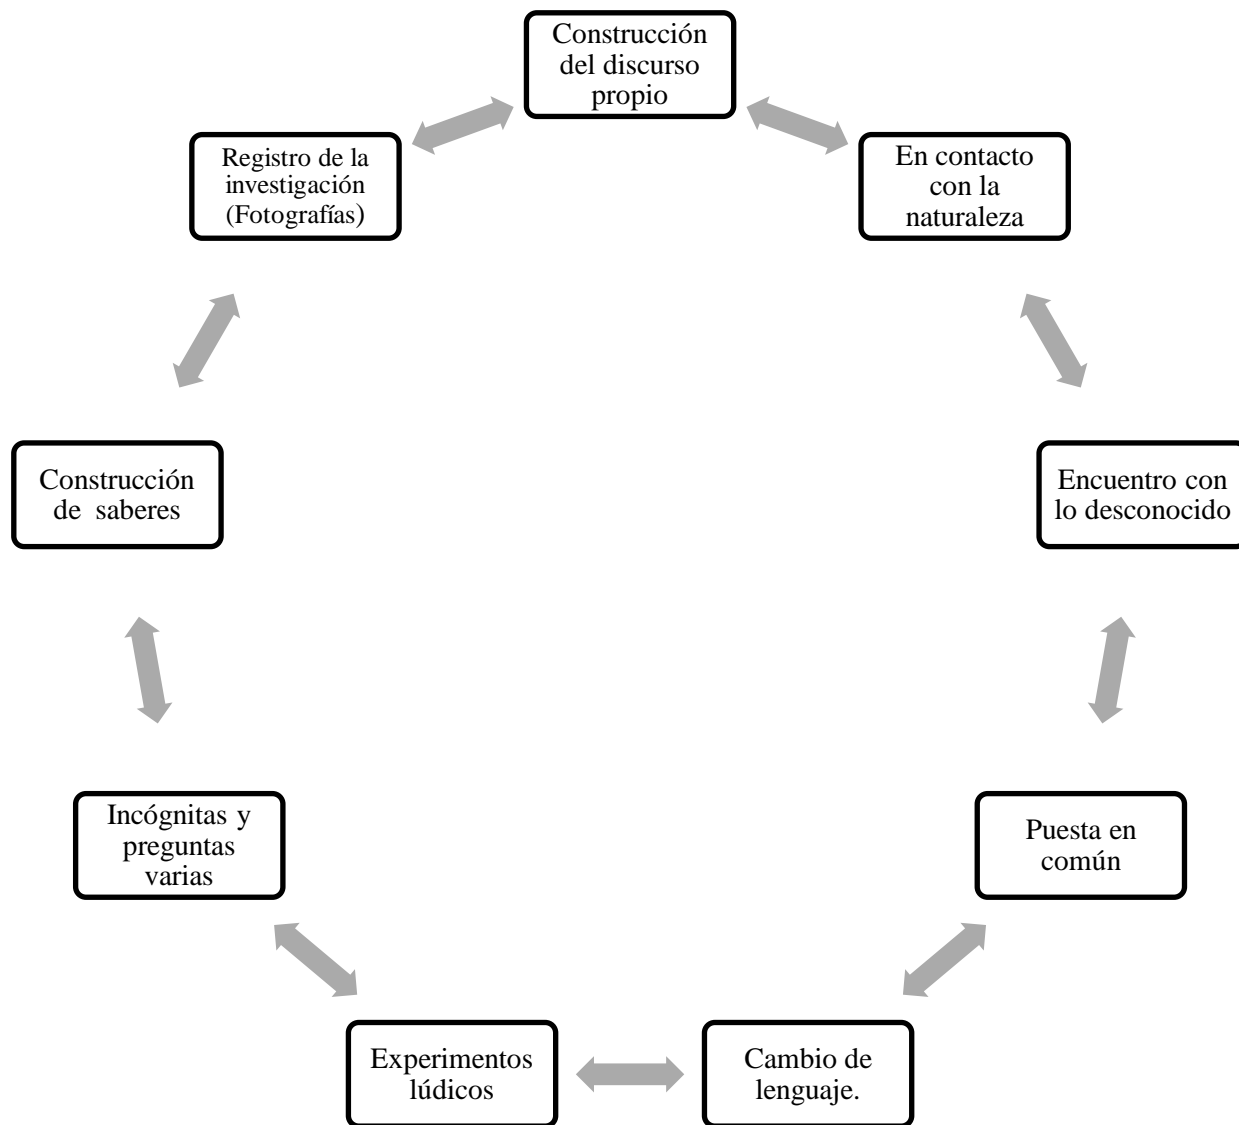 Construcción
del discurso
propio
En contacto
con la
naturaleza
Encuentro con
lo desconocido
Puesta en
común
Cambio de
lenguaje.
Experimentos
lúdicos
Incógnitas y
preguntas
varias
Construcción
de  saberes
Registro de la
investigación
(Fotografías)